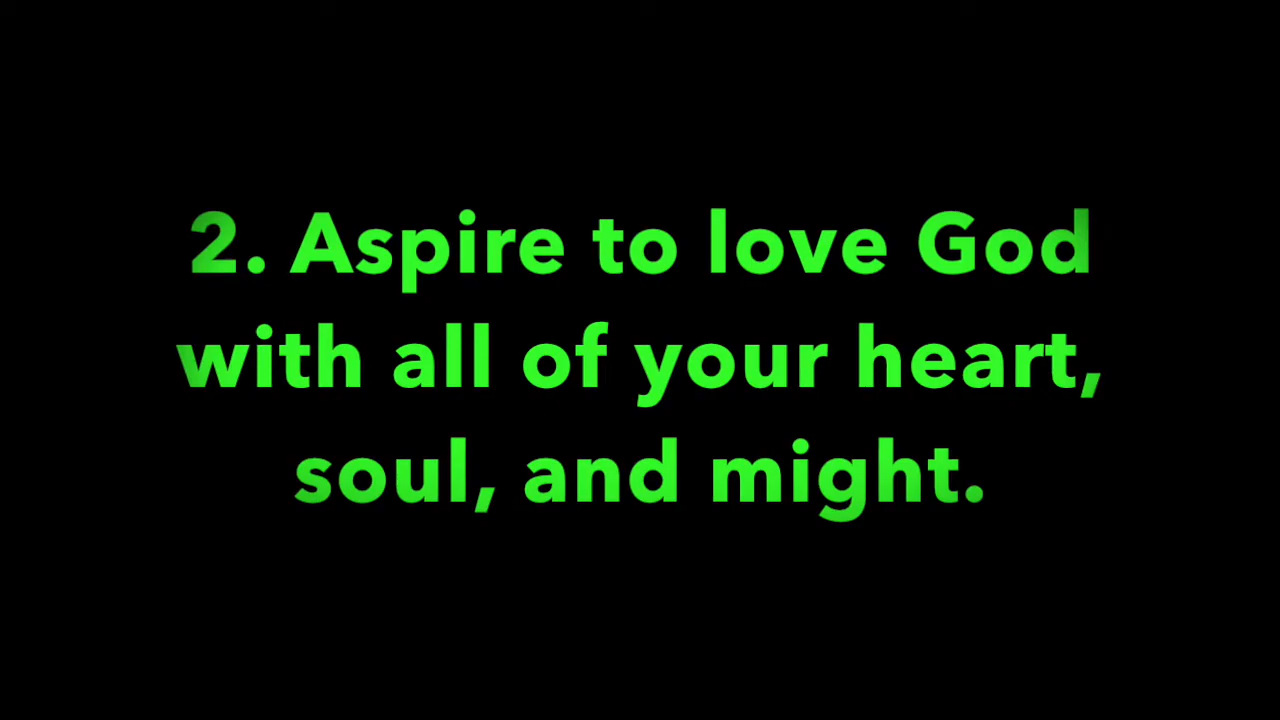 2. Aspire to love God
with all of your heart,
soul, and might.